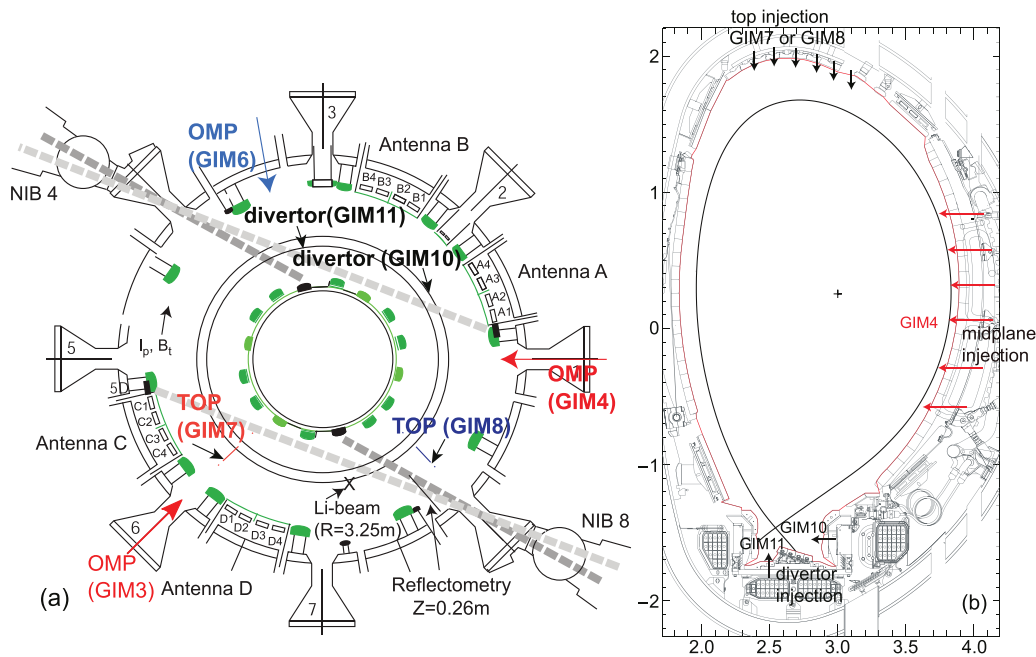 3
OMP
(GIM6)
Antenna B
B4
B3
B2
B1
2
NIB 4
divertor(GIM11)
divertor (GIM10)
Antenna A
A4
A3
A2
A1
Ip, Bt
5
5D
OMP
(GIM4)
TOP
(GIM7)
TOP (GIM8)
C1
C2
C3
C4
Antenna C
X
Li-beam
(R=3.25m)
NIB 8
6
D1
D2
D3
D4
OMP
(GIM3)
Antenna D
Reflectometry
Z=0.26m
7
(a)
top injection
GIM7 or GIM8
2
1
0
−1
−2
GIM4
midplane
injection
GIM10
GIM11
divertor
injection
(b)
2.0
2.5
3.0
3.5
4.0